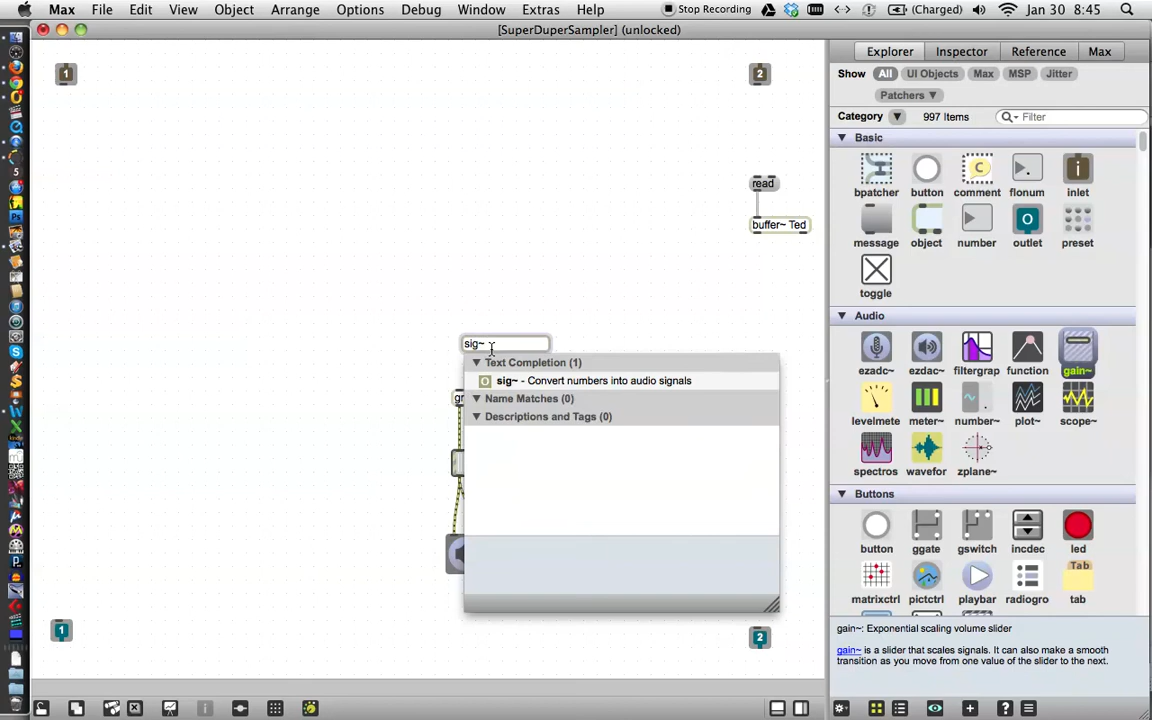 Max File Edit View Object Arrange Options Debug Window Extras Help Stop Recording (Charged) Jan 30 8:45
[SuperDuperSampler] (unlocked)
Explorer Inspector Reference Max
Show All UI Objects Max MSP Jitter
Patchers ▼
Category ▼ 997 Items Filter
1
2
Basic
bpatcher button comment flonum inlet
message object number outlet preset
toggle
read
buffer~ Ted
sig~
Text Completion (1)
sig~ - Convert numbers into audio signals
Name Matches (0)
Descriptions and Tags (0)
gr
Audio
ezadc~ ezdac~ filtergrap function gain~
levelmete meter~ number~ plot~ scope~
spectros wavefor zplane~
Buttons
button ggate gswitch incdec led
Tab
matrixctrl pictctrl playbar radiogro tab
1
2
gain~: Exponential scaling volume slider
gain~ is a slider that scales signals. It can also make a smooth
transition as you move from one value of the slider to the next.